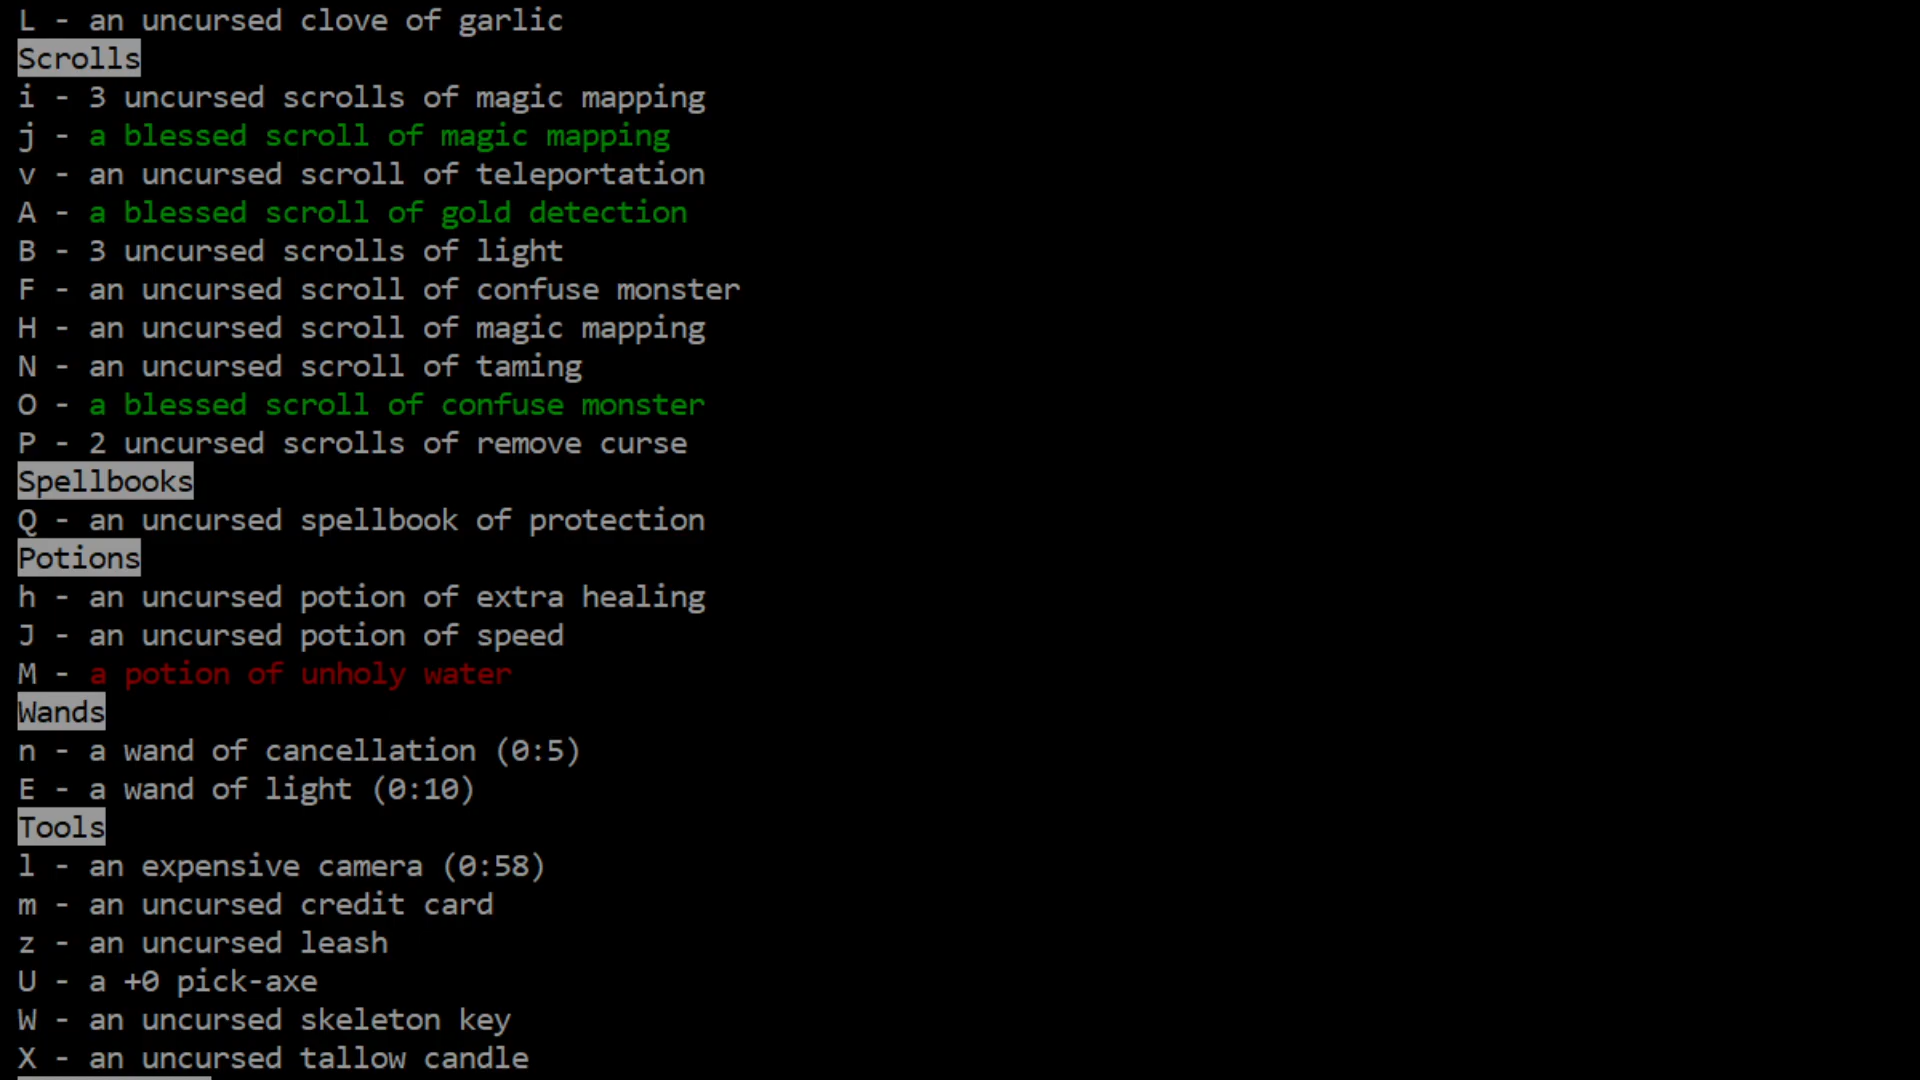 L - an uncursed clove of garlic
Scrolls
i - 3 uncursed scrolls of magic mapping
j - a blessed scroll of magic mapping
v - an uncursed scroll of teleportation
A - a blessed scroll of gold detection
B - 3 uncursed scrolls of light
F - an uncursed scroll of confuse monster
H - an uncursed scroll of magic mapping
N - an uncursed scroll of taming
O - a blessed scroll of confuse monster
P - 2 uncursed scrolls of remove curse
Spellbooks
Q - an uncursed spellbook of protection
Potions
h - an uncursed potion of extra healing
J - an uncursed potion of speed
M - a potion of unholy water
Wands
n - a wand of cancellation (0:5)
E - a wand of light (0:10)
Tools
l - an expensive camera (0:58)
m - an uncursed credit card
z - an uncursed leash
U - a +0 pick-axe
W - an uncursed skeleton key
X - an uncursed tallow candle